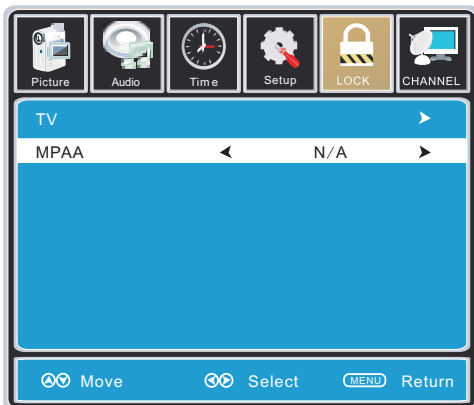 Picture Audio Time Setup LOCK CHANNEL
TV
MPAA N/A
Move Select MENU Return